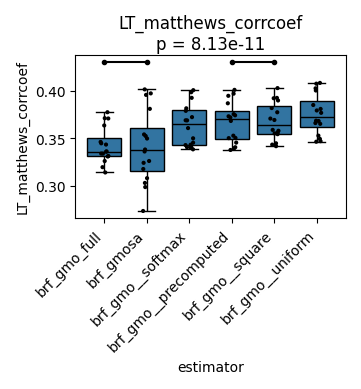 LT_matthews_corrcoef
p = 8.13e-11
LT_matthews_corrcoef
0.40
0.35
0.30
brf_gmo_full
brf_gmosa
brf_gmo__softmax
brf_gmo__precomputed
brf_gmo__square
brf_gmo__uniform
estimator